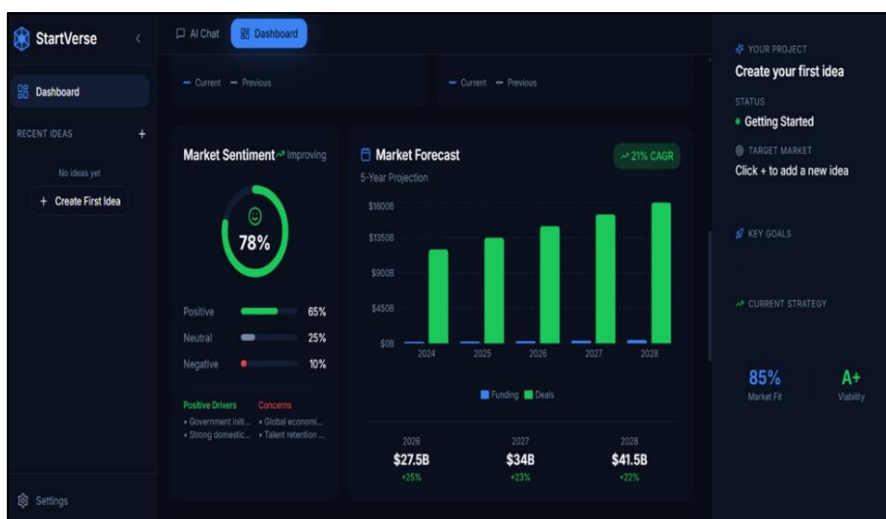 StartVerse
AI Chat
Dashboard
Dashboard
RECENT IDEAS
+
No ideas yet
+ Create First Idea
Settings
Current Previous
Current Previous
Market Sentiment Improving
78%
Positive 65%
Neutral 25%
Negative 10%
Positive Drivers Concerns
• Government initi... • Global economi...
• Strong domestic... • Talent retention ...
Market Forecast
21% CAGR
5-Year Projection
$1800B
$1350B
$900B
$450B
$0B
2024 2025 2026 2027 2028
Funding Deals
2026 2027 2028
$27.5B $34B $41.5B
+25% +23% +22%
YOUR PROJECT
Create your first idea
STATUS
Getting Started
TARGET MARKET
Click + to add a new idea
KEY GOALS
CURRENT STRATEGY
85% A+
Market Fit Viability